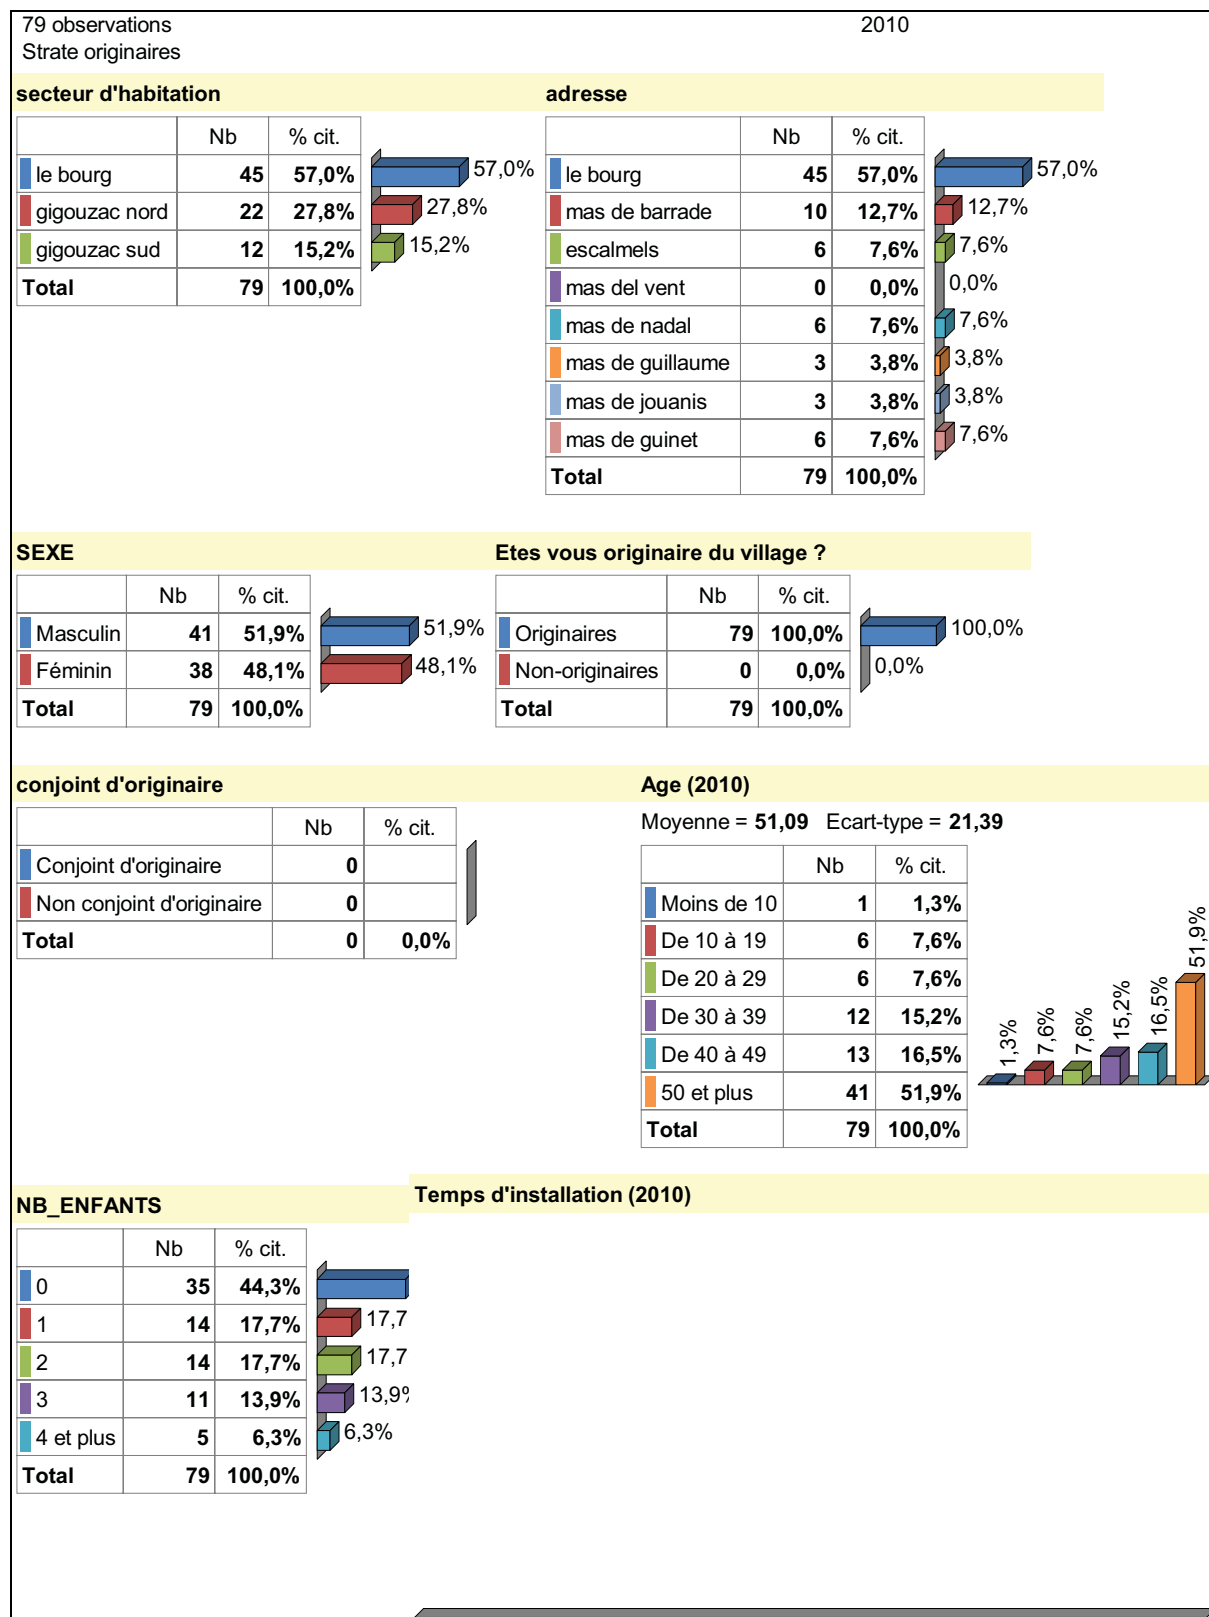 79 observations 2010
Strate originaires
secteur d'habitation
Nb % cit.
le bourg 45 57,0% 57,0%
gigouzac nord 22 27,8% 27,8%
gigouzac sud 12 15,2% 15,2%
Total 79 100,0%
adresse
Nb % cit.
le bourg 45 57,0% 57,0%
mas de barrade 10 12,7% 12,7%
escalmels 6 7,6% 7,6%
mas del vent 0 0,0% 0,0%
mas de nadal 6 7,6% 7,6%
mas de guillaume 3 3,8% 3,8%
mas de jouanis 3 3,8% 3,8%
mas de guinet 6 7,6% 7,6%
Total 79 100,0%
SEXE
Nb % cit.
Masculin 41 51,9% 51,9%
Féminin 38 48,1% 48,1%
Total 79 100,0%
Etes vous originaire du village ?
Nb % cit.
Originaires 79 100,0% 100,0%
Non-originaires 0 0,0% 0,0%
Total 79 100,0%
conjoint d'originaire
Nb % cit.
Conjoint d'originaire 0
Non conjoint d'originaire 0
Total 0 0,0%
Age (2010)
Moyenne = 51,09 Ecart-type = 21,39
Nb % cit.
Moins de 10 1 1,3%
De 10 à 19 6 7,6%
De 20 à 29 6 7,6%
De 30 à 39 12 15,2%
De 40 à 49 13 16,5%
50 et plus 41 51,9%
Total 79 100,0%
1,3% 7,6% 7,6% 15,2% 16,5% 51,9%
NB_ENFANTS
Nb % cit.
0 35 44,3%
1 14 17,7% 17,7
2 14 17,7% 17,7
3 11 13,9% 13,9%
4 et plus 5 6,3% 6,3%
Total 79 100,0%
Temps d'installation (2010)